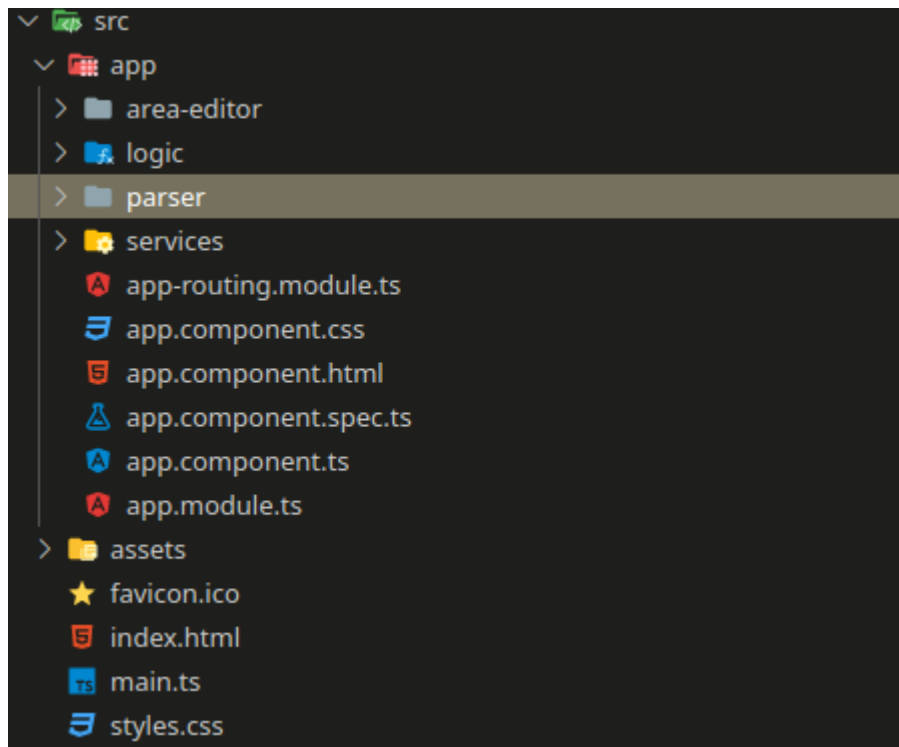 src
app
area-editor
logic
parser
services
app-routing.module.ts
app.component.css
app.component.html
app.component.spec.ts
app.component.ts
app.module.ts
assets
favicon.ico
index.html
TS main.ts
styles.css